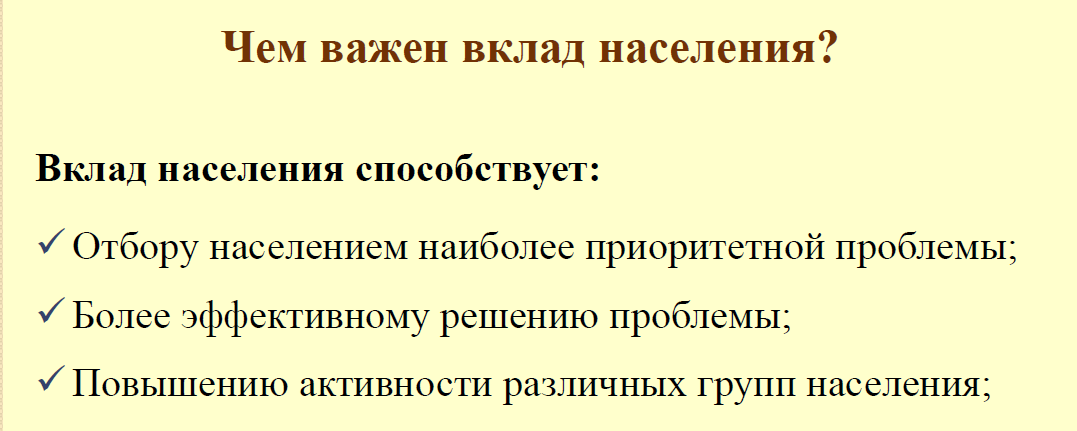 Чем важен вклад населения?
Вклад населения способствует:
✓ Отбору населением наиболее приоритетной проблемы;
✓ Более эффективному решению проблемы;
✓ Повышению активности различных групп населения;